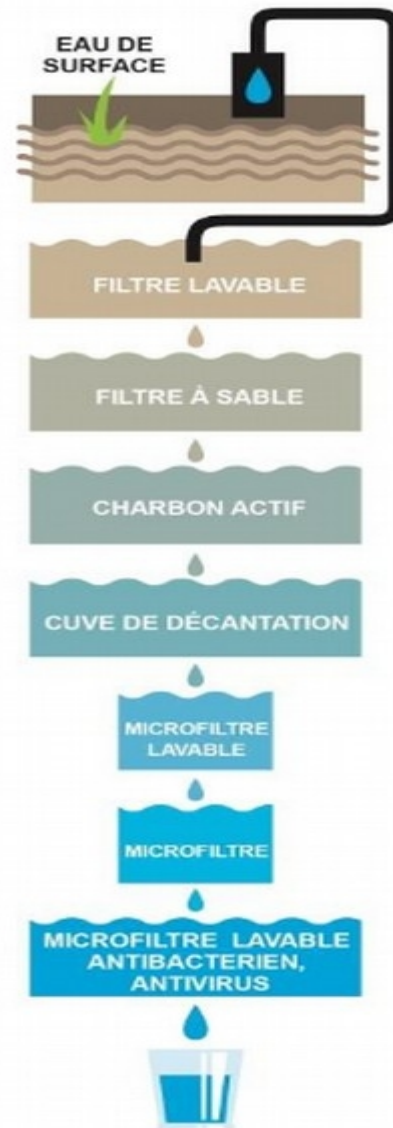 EAU DE
SURFACE
FILTRE LAVABLE
FILTRE À SABLE
CHARBON ACTIF
CUVE DE DÉCANTATION
MICROFILTRE
LAVABLE
MICROFILTRE
MICROFILTRE LAVABLE
ANTIBACTERIEN,
ANTIVIRUS